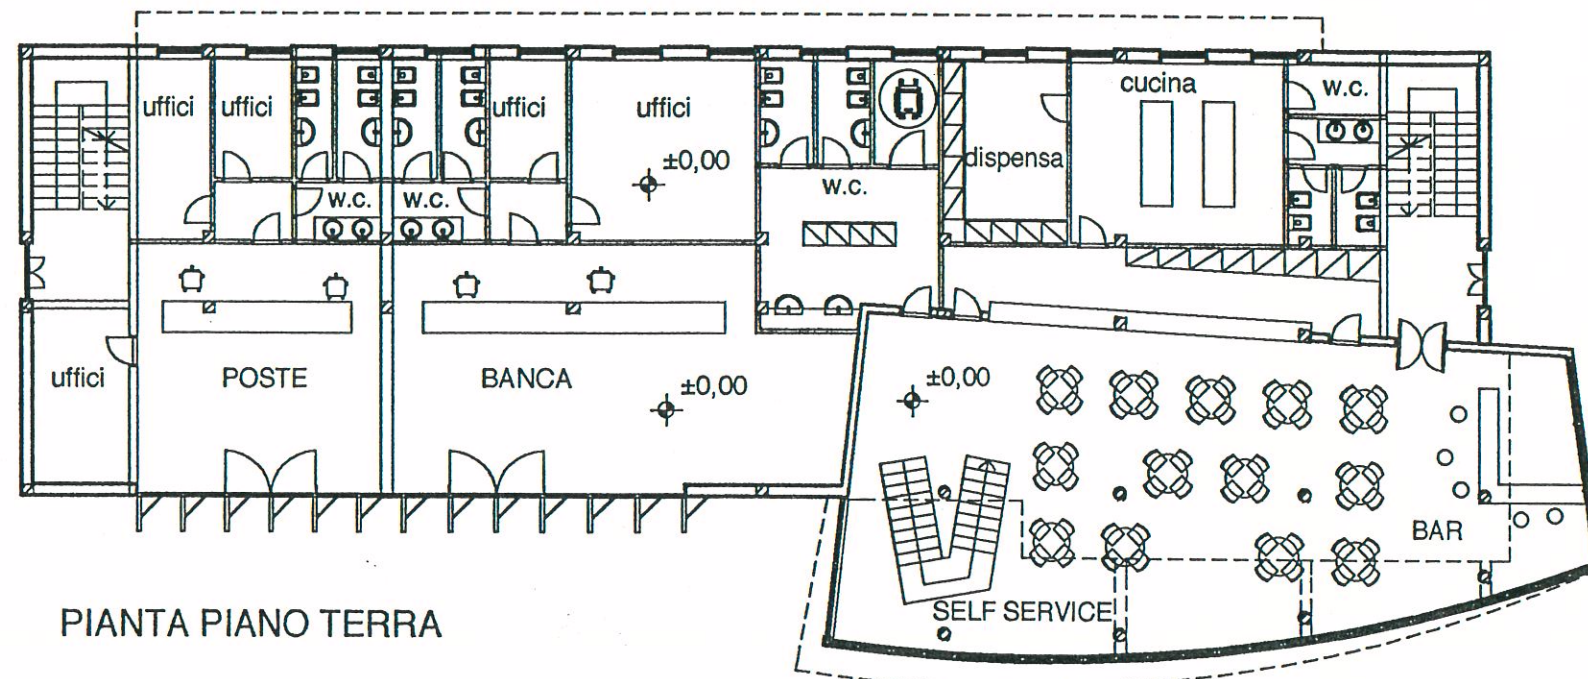 uffici
uffici
uffici
uffici
cucina
w.c.
±0,00
dispensa
w.c.
w.c.
w.c.
uffici
POSTE
BANCA
±0,00
±0,00
BAR
SELF SERVICE
PIANTA PIANO TERRA